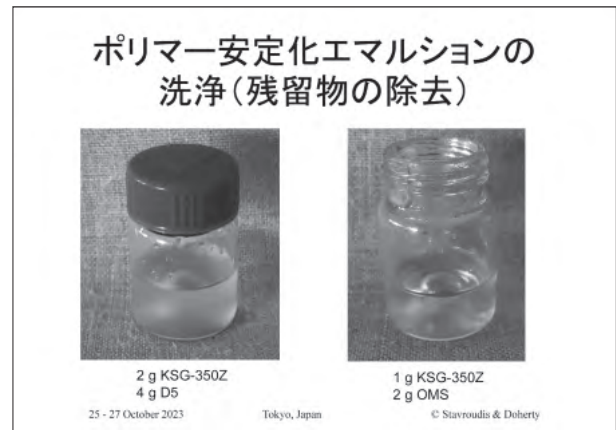 ポリマー安定化エマルションの
洗浄(残留物の除去)
2 g KSG-350Z
4 g D5
1 g KSG-350Z
2 g OMS
25 - 27 October 2023
Tokyo, Japan
© Stavroudis & Doherty